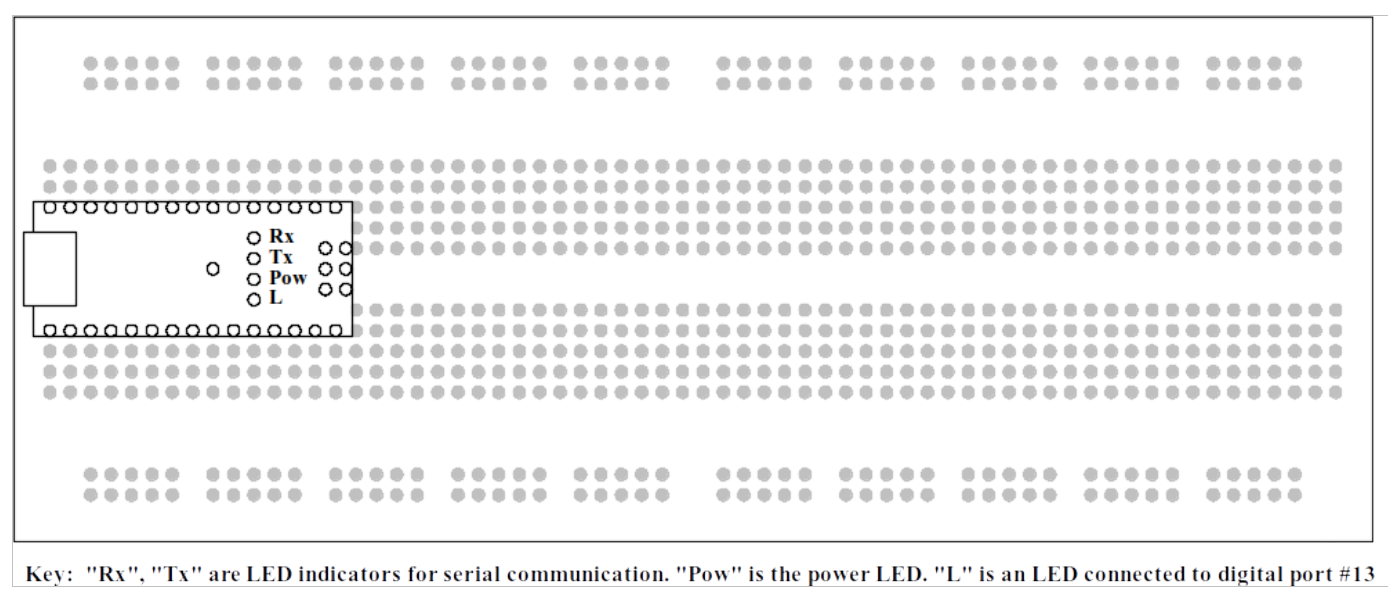 Rx
Tx
Pow
L
Key:  "Rx", "Tx" are LED indicators for serial communication. "Pow" is the power LED. "L" is an LED connected to digital port #13